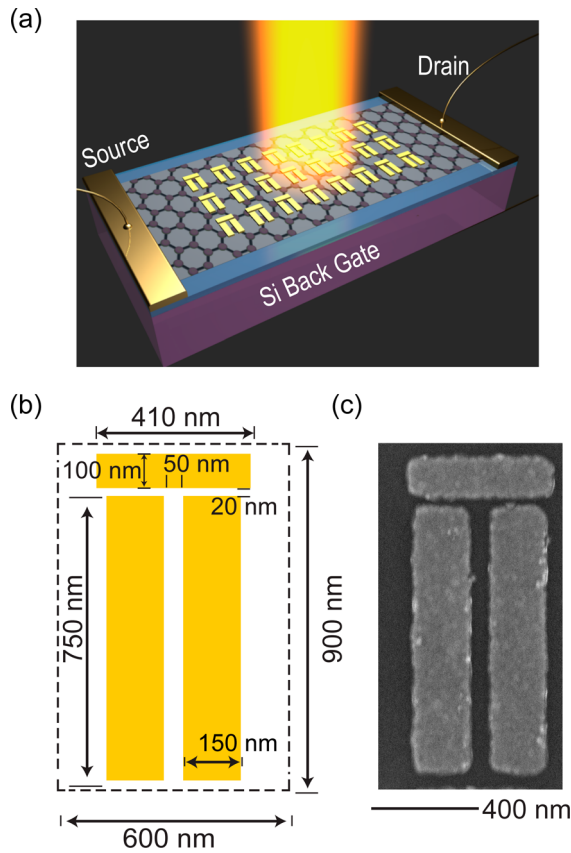 (a)
Drain
Source
Si Back Gate
(b)
(c)
410 nm
100 nm
50 nm
20 nm
750 nm
900 nm
150 nm
600 nm
400 nm